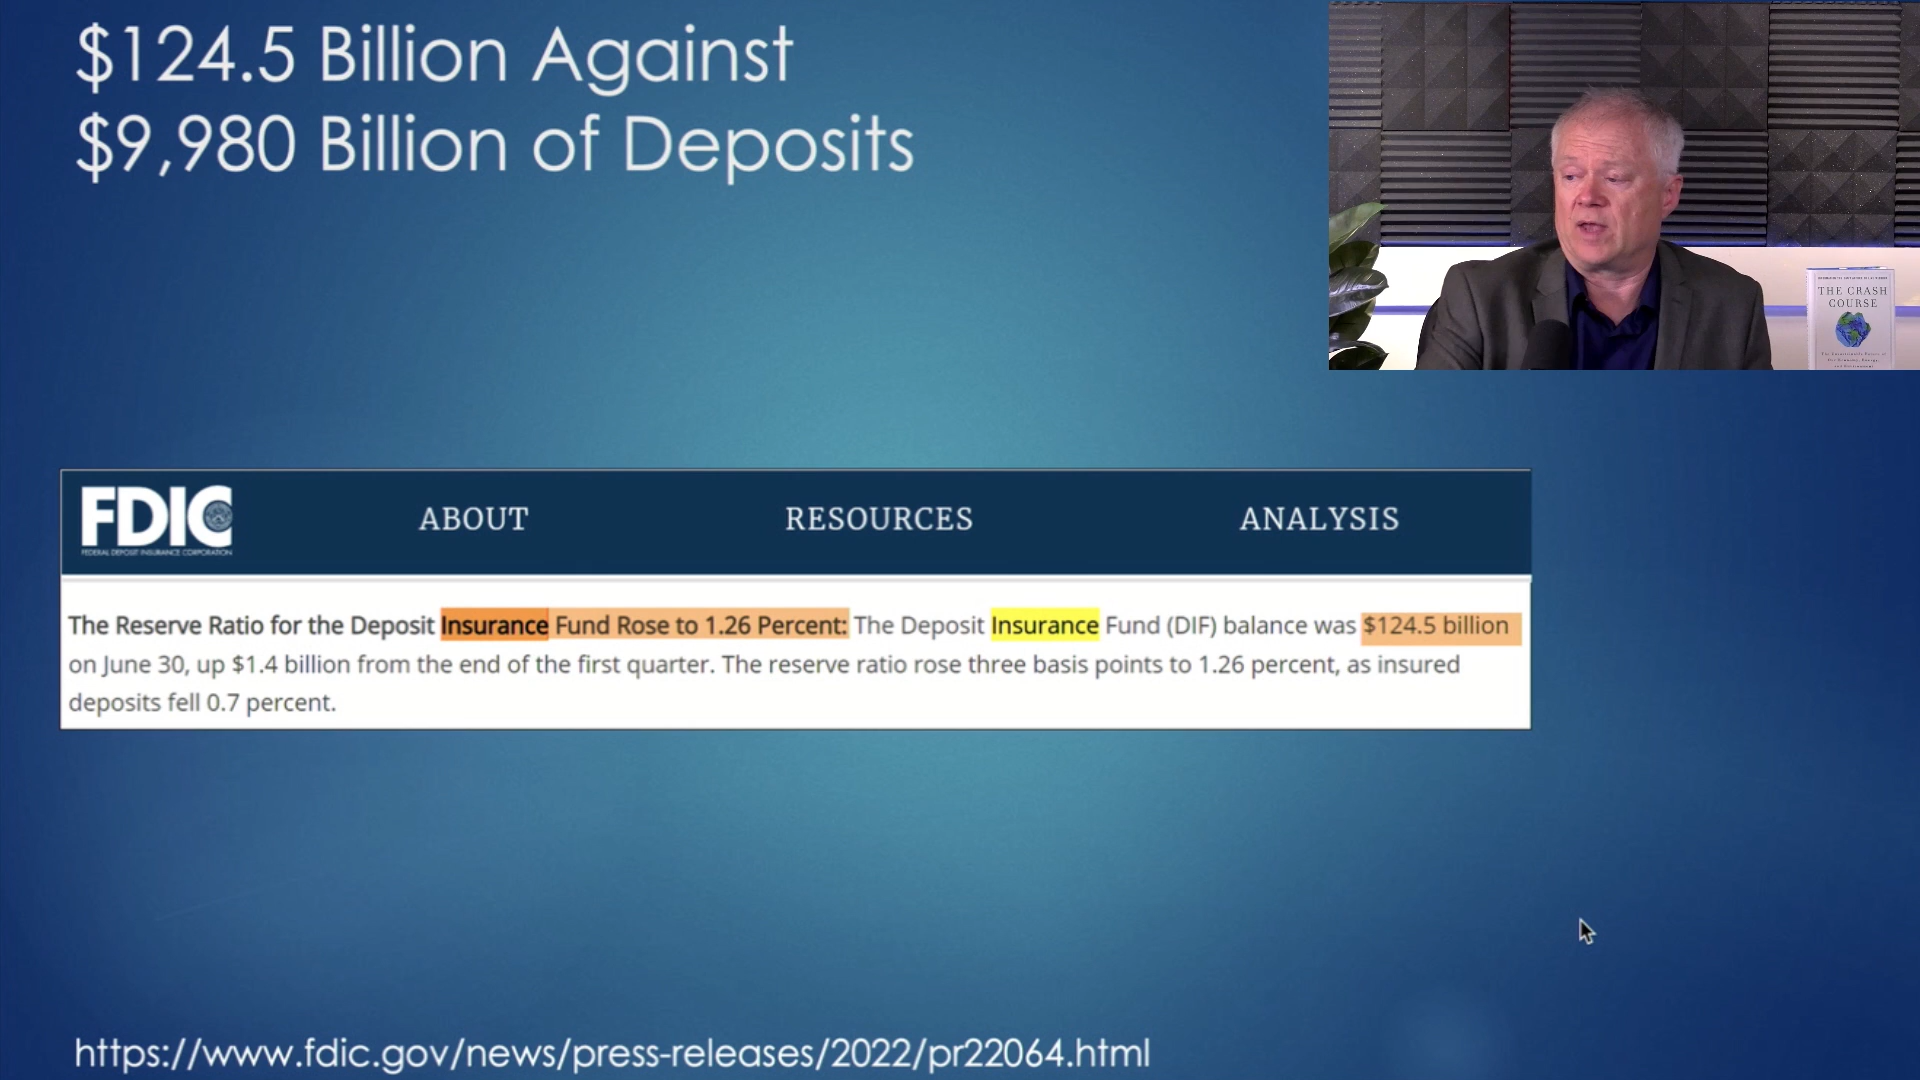 $124.5 Billion Against
$9,980 Billion of Deposits
THE CRASH
COURSE
FDIC
FEDERAL DEPOSIT INSURANCE CORPORATION
ABOUT
RESOURCES
ANALYSIS
The Reserve Ratio for the Deposit Insurance Fund Rose to 1.26 Percent: The Deposit Insurance Fund (DIF) balance was $124.5 billion
on June 30, up $1.4 billion from the end of the first quarter. The reserve ratio rose three basis points to 1.26 percent, as insured
deposits fell 0.7 percent.
https://www.fdic.gov/news/press-releases/2022/pr22064.html